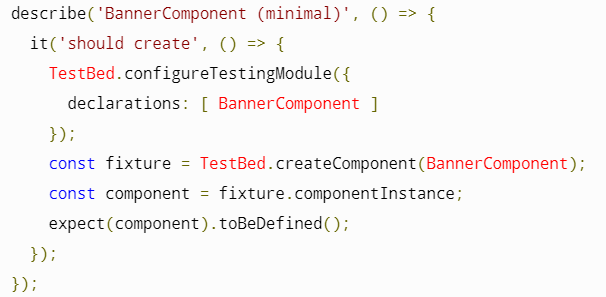 describe('BannerComponent (minimal)', () => {
  it('should create', () => {
    TestBed.configureTestingModule({
      declarations: [ BannerComponent ]
    });
    const fixture = TestBed.createComponent(BannerComponent);
    const component = fixture.componentInstance;
    expect(component).toBeDefined();
  });
});